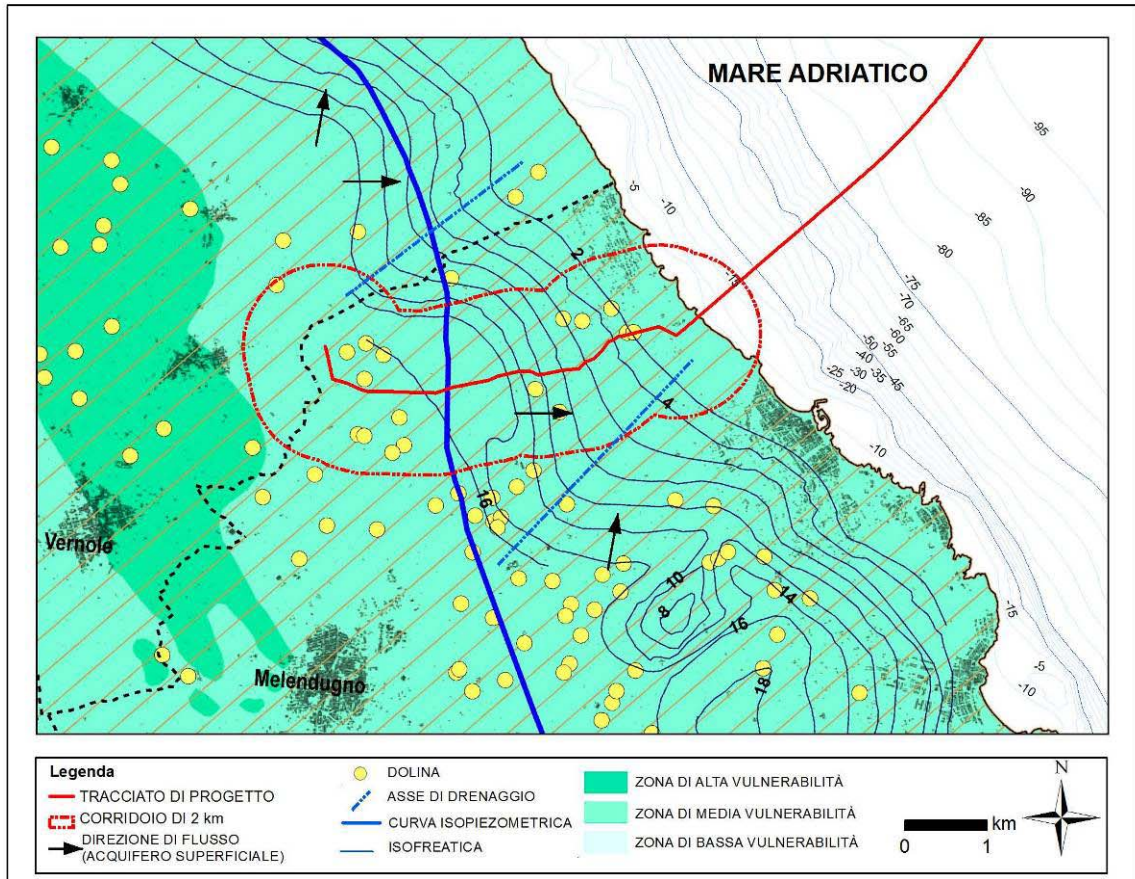 MARE ADRIATICO
-95
-90
-85
-80
-75
-70
-65
-60
-55
-50
-45
-40
-35
-30
-25
-20
-5
-10
-15
2
4
-10
16
10
8
14
16
18
-15
-5
-10
Vernole
Melendugno
Legenda
TRACCIATO DI PROGETTO
CORRIDOIO DI 2 km
DIREZIONE DI FLUSSO
(ACQUIFERO SUPERFICIALE)
DOLINA
ASSE DI DRENAGGIO
CURVA ISOPIEZOMETRICA
ISOFREATICA
ZONA DI ALTA VULNERABILITÀ
ZONA DI MEDIA VULNERABILITÀ
ZONA DI BASSA VULNERABILITÀ
km
0 1
N